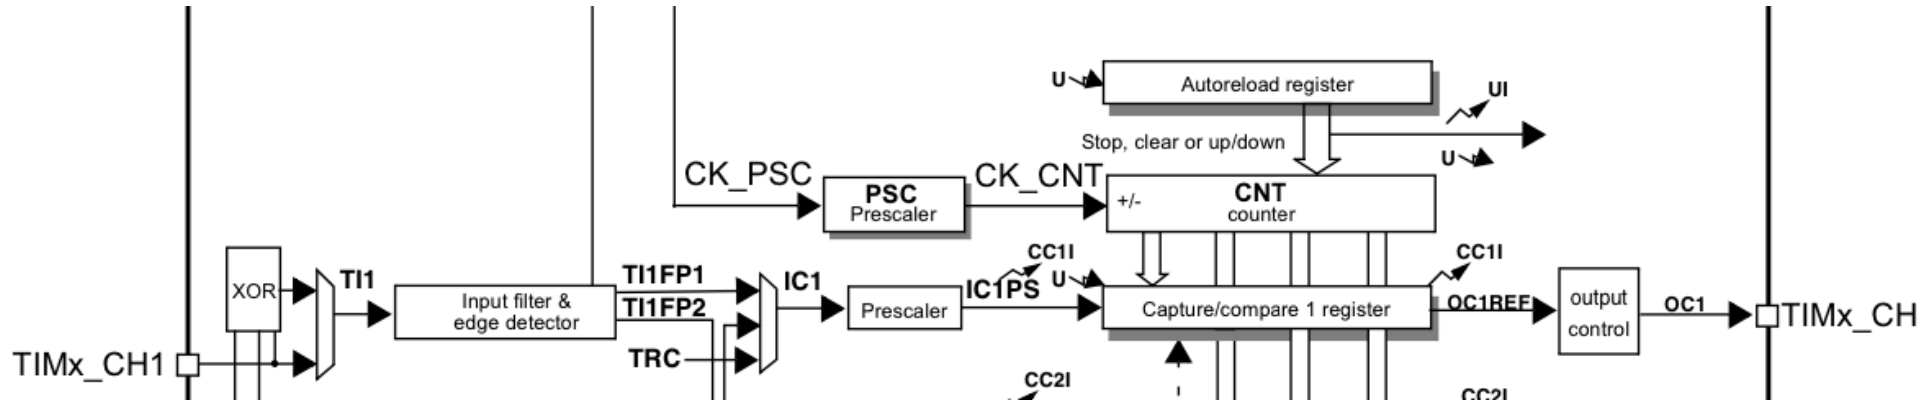 U
Autoreload register
UI
Stop, clear or up/down
U
CK_PSC
PSC
Prescaler
CK_CNT
+/-
CNT
counter
XOR
TI1
Input filter &
edge detector
TI1FP1
TI1FP2
TRC
IC1
Prescaler
IC1PS
CC1I
U
Capture/compare 1 register
CC1I
OC1REF
output
control
OC1
TIMx_CH
TIMx_CH1
CC2I
CC2I